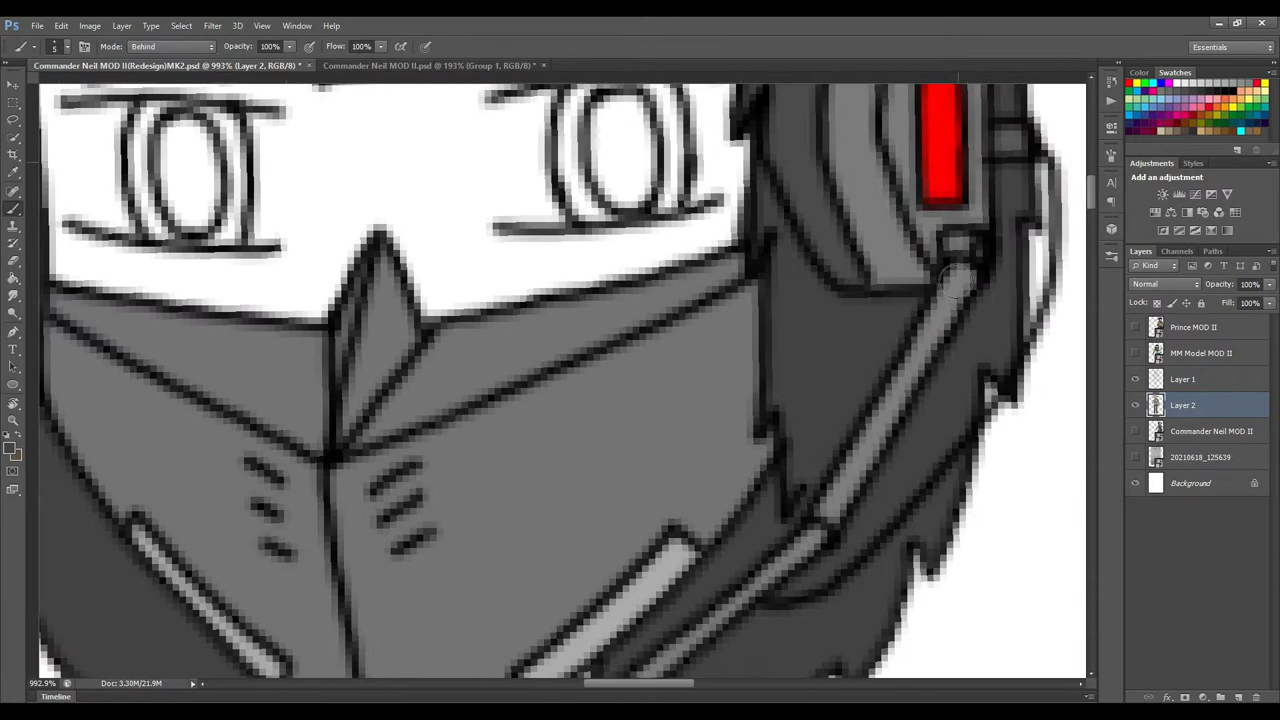 Ps File Edit Image Layer Type Select Filter 3D View Window Help
5 Mode: Behind Opacity: 100% Flow: 100% Essentials
Commander Neil MOD II(Redesign)MK2.psd @ 993% (Layer 2, RGB/8) * × Commander Neil MOD II.psd @ 193% (Group 1, RGB/8) * ×
Color Swatches
Adjustments Styles
Add an adjustment
Layers Channels Paths
Kind
Normal Opacity: 100%
Lock: Fill: 100%
Prince MOD II
MM Model MOD II
Layer 1
Layer 2
Commander Neil MOD II
20210618_125639
Background
992.9% Doc: 3.30M/21.9M
Timeline